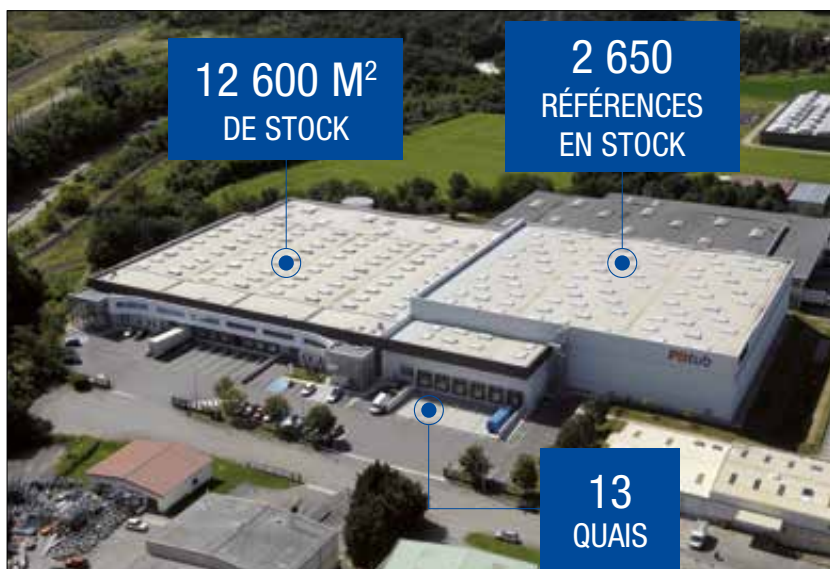 12 600 M²
DE STOCK
2 650
RÉFÉRENCES
EN STOCK
13
QUAIS